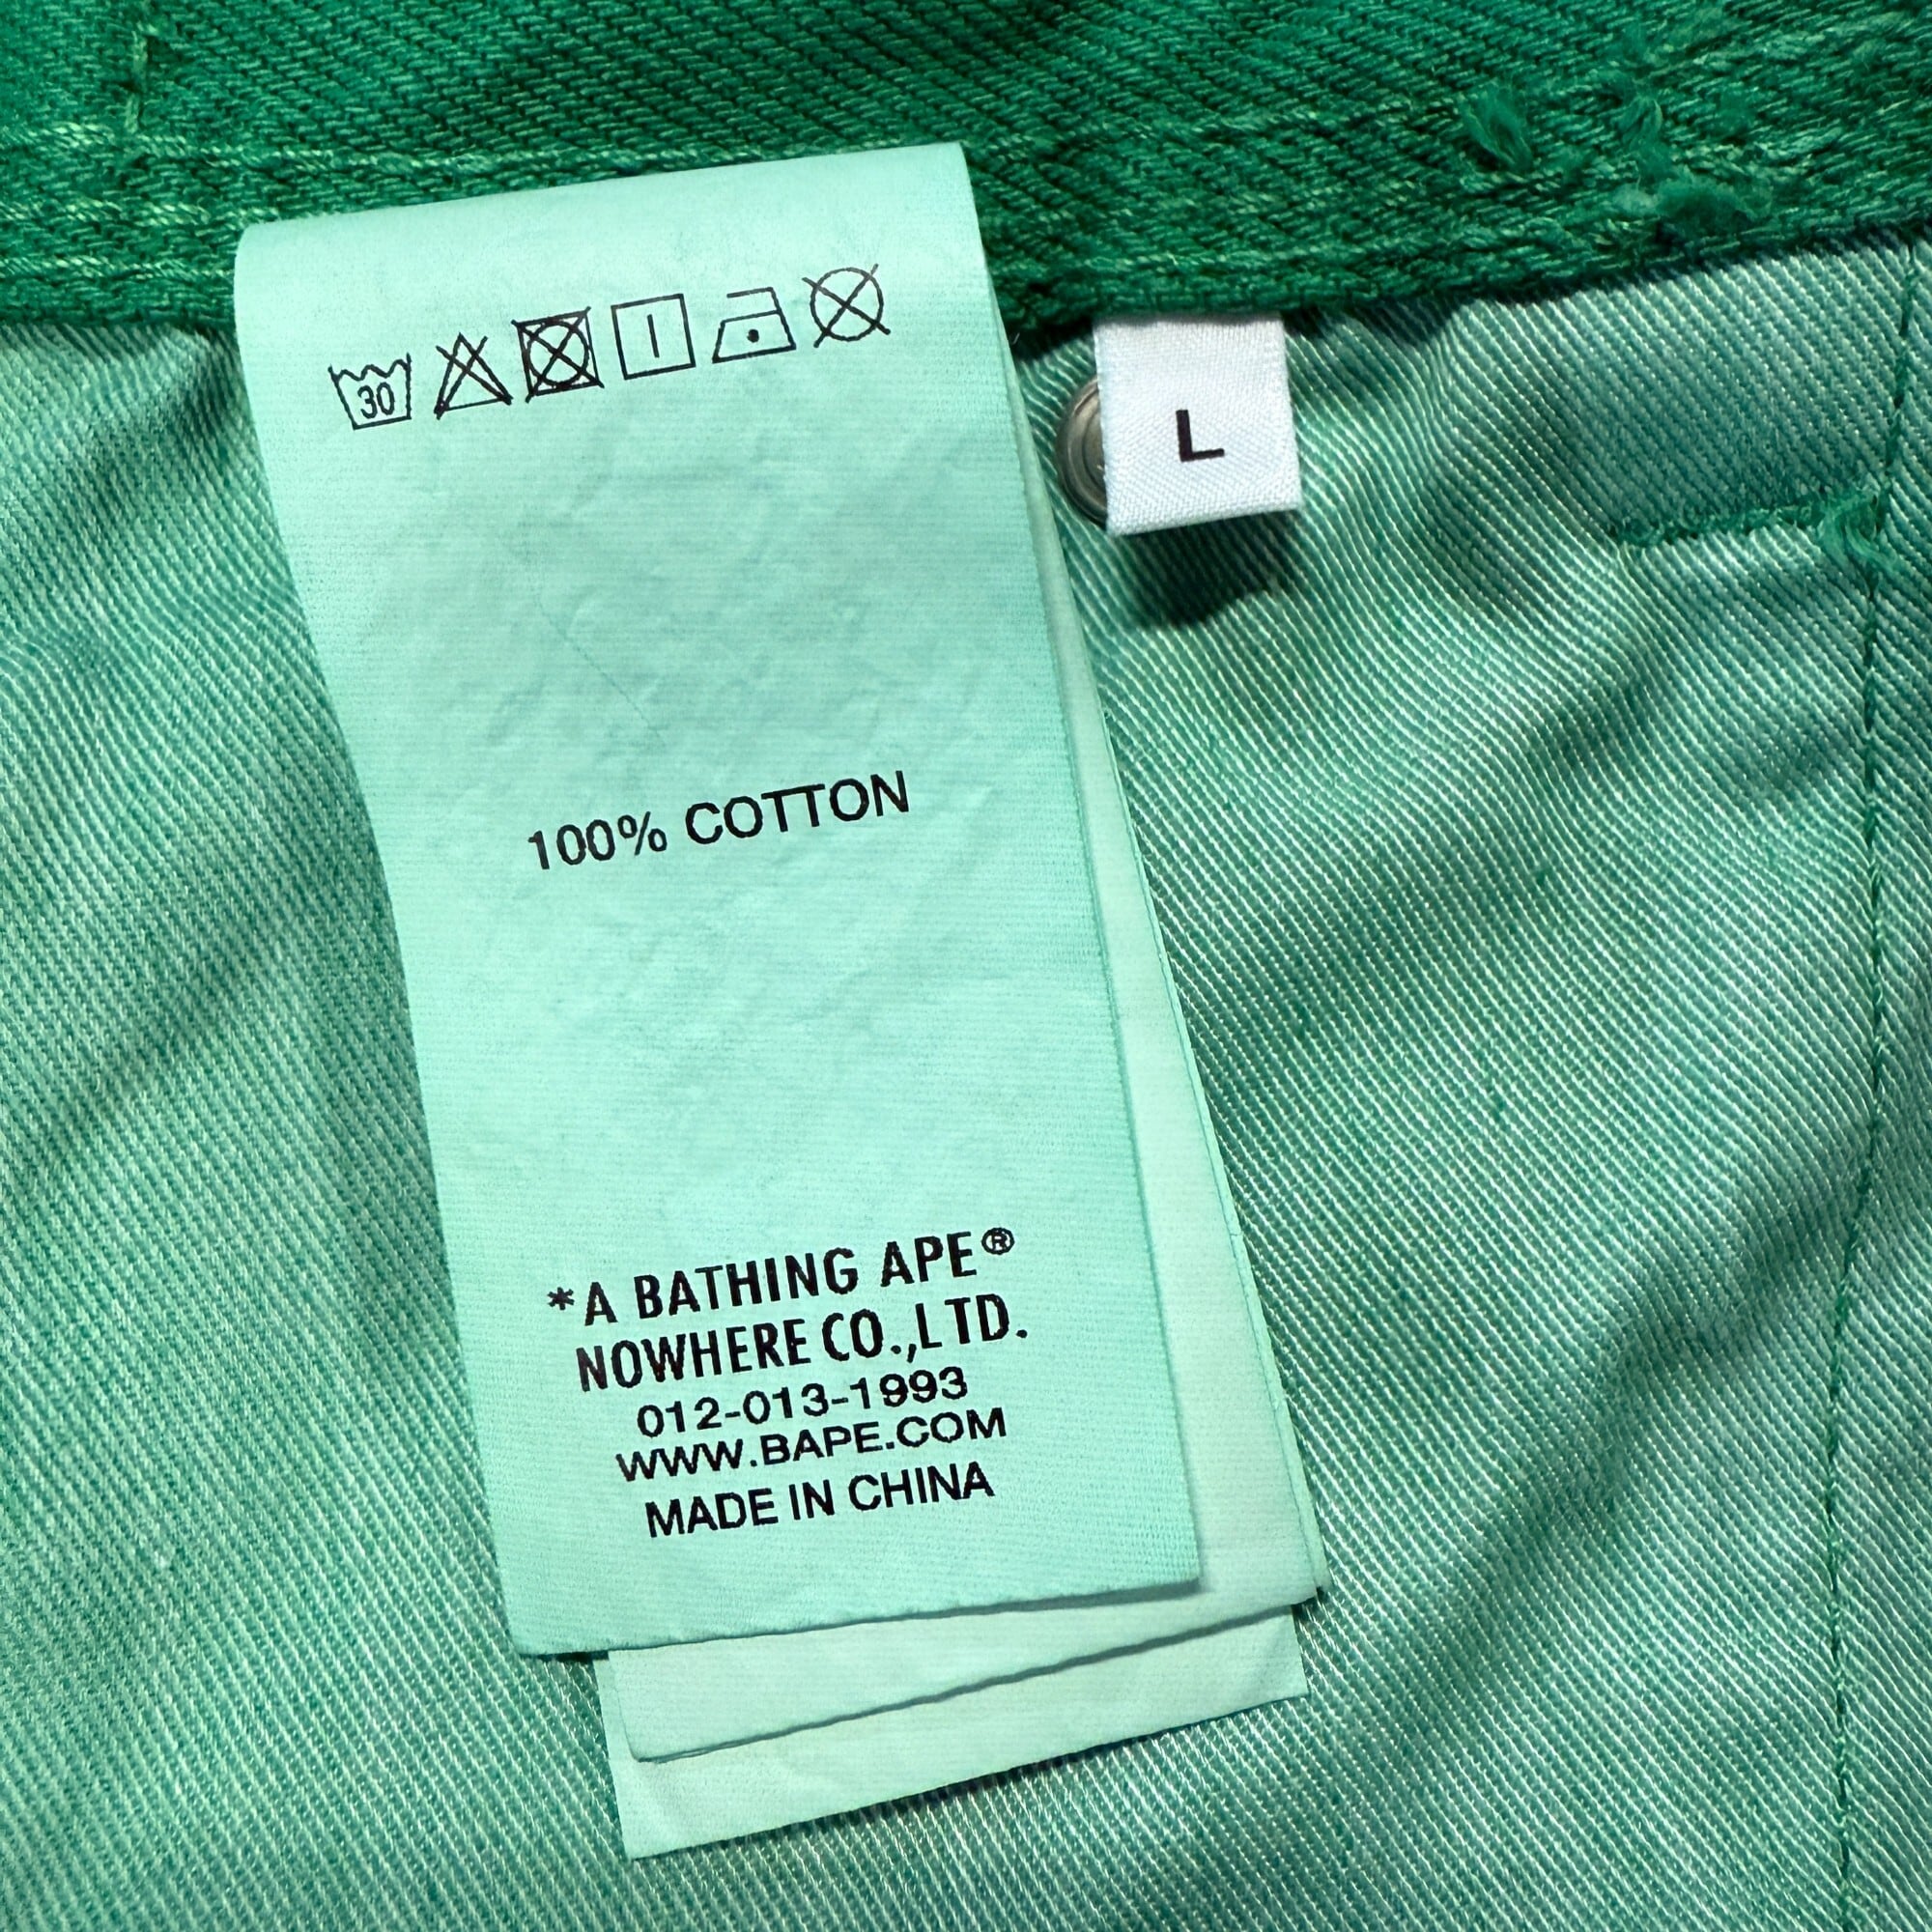 30
L
100% COTTON
*A BATHING APE®
NOWHERE CO.,LTD.
012-013-1993
WWW.BAPE.COM
MADE IN CHINA